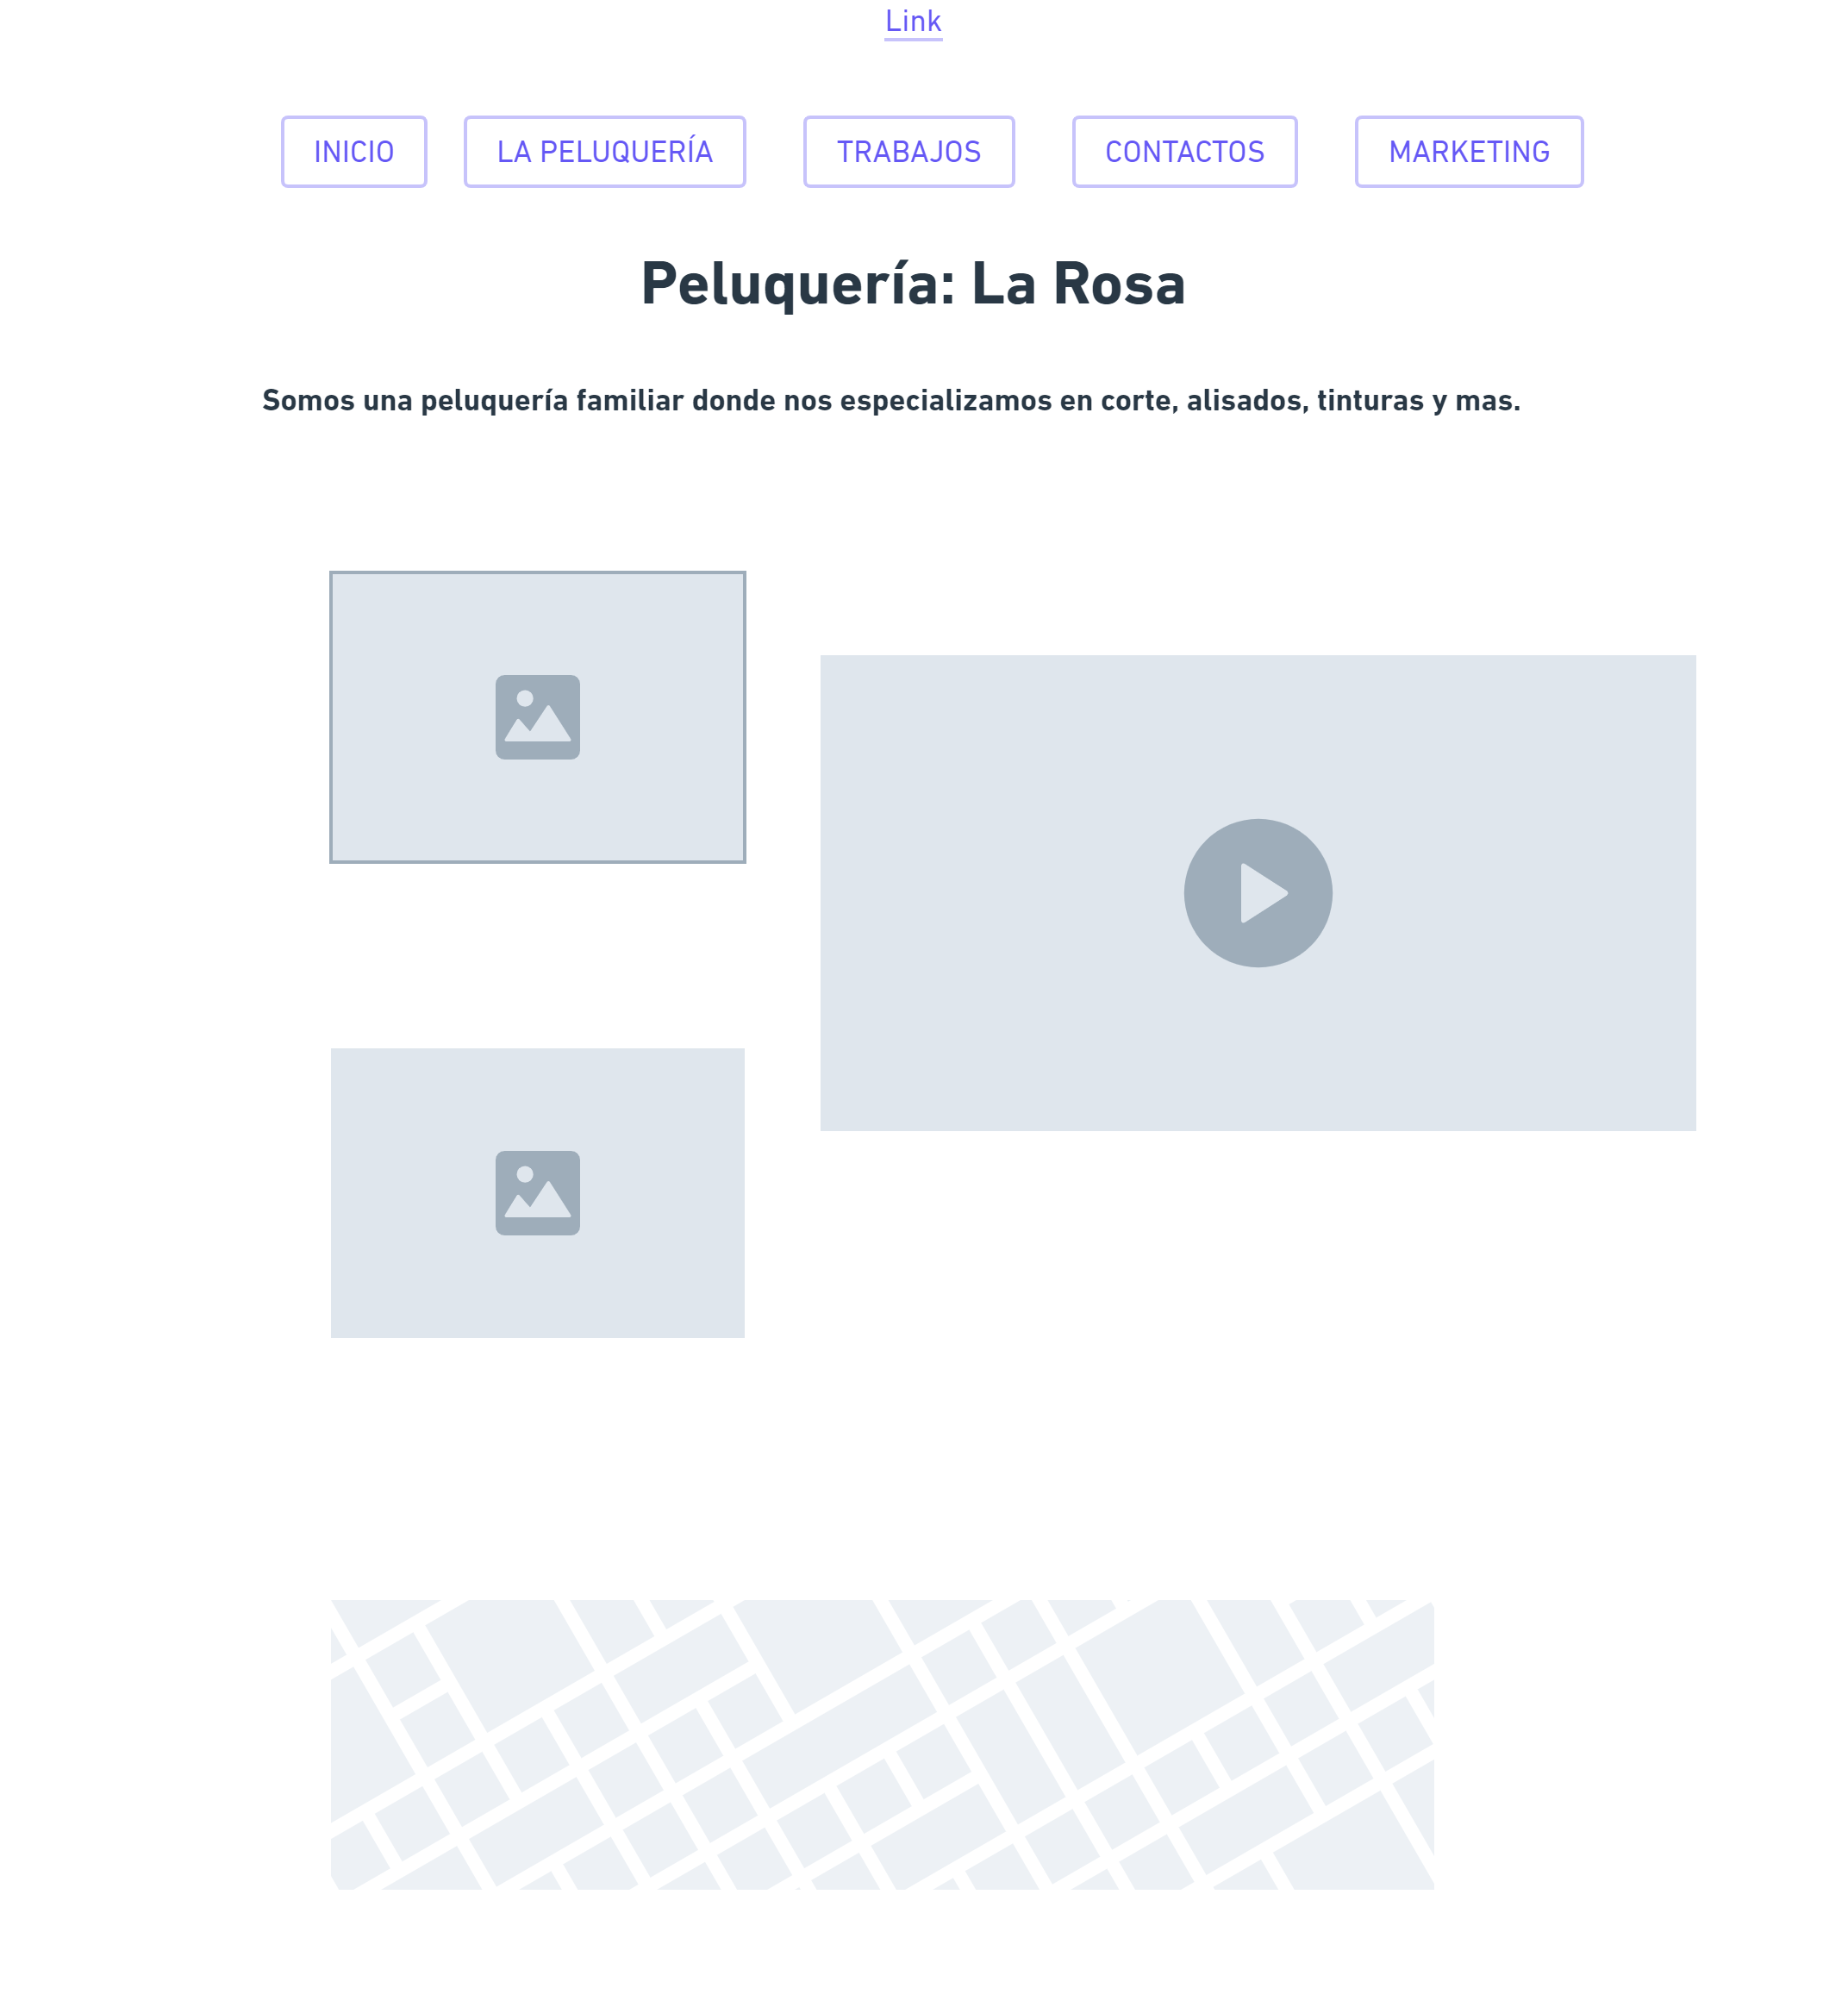 Link
INICIO
LA PELUQUERÍA
TRABAJOS
CONTACTOS
MARKETING
Peluquería: La Rosa
Somos una peluquería familiar donde nos especializamos en corte, alisados, tinturas y mas.